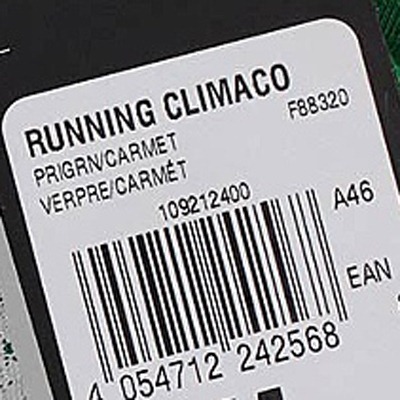 RUNNING CLIMACO
F88320
PRIGRN/CARMET
VERPRE/CARMÉT
109212400
A46
EAN
4 054712 242568